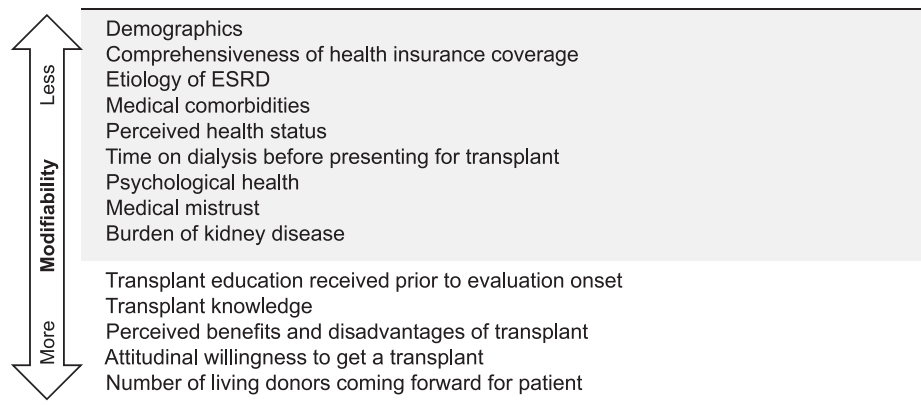 Less
Modifiability
More
Demographics
Comprehensiveness of health insurance coverage
Etiology of ESRD
Medical comorbidities
Perceived health status
Time on dialysis before presenting for transplant
Psychological health
Medical mistrust
Burden of kidney disease
Transplant education received prior to evaluation onset
Transplant knowledge
Perceived benefits and disadvantages of transplant
Attitudinal willingness to get a transplant
Number of living donors coming forward for patient